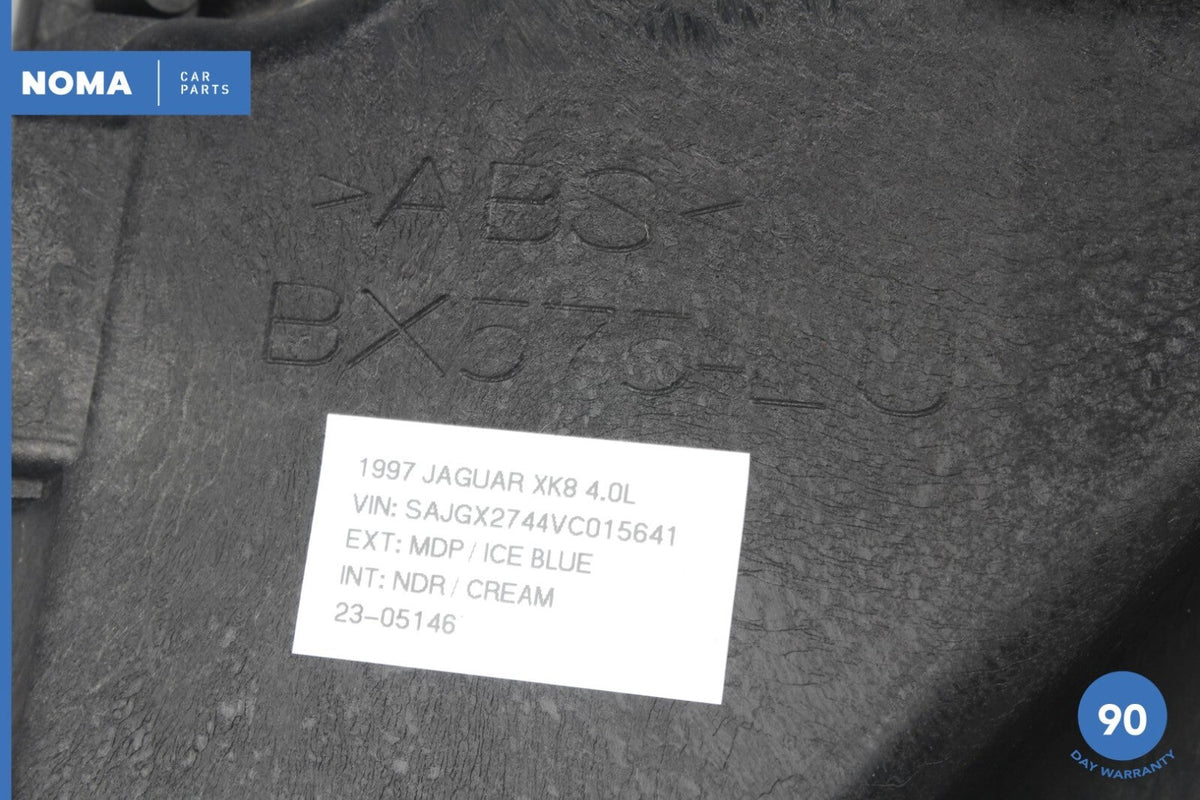 NOMA
CAR
PARTS
>ABS<
1997 JAGUAR XK8 4.0L
VIN: SAJGX2744VC015641
EXT: MDP / ICE BLUE
INT: NDR / CREAM
23-05146
90
DAY WARRANTY